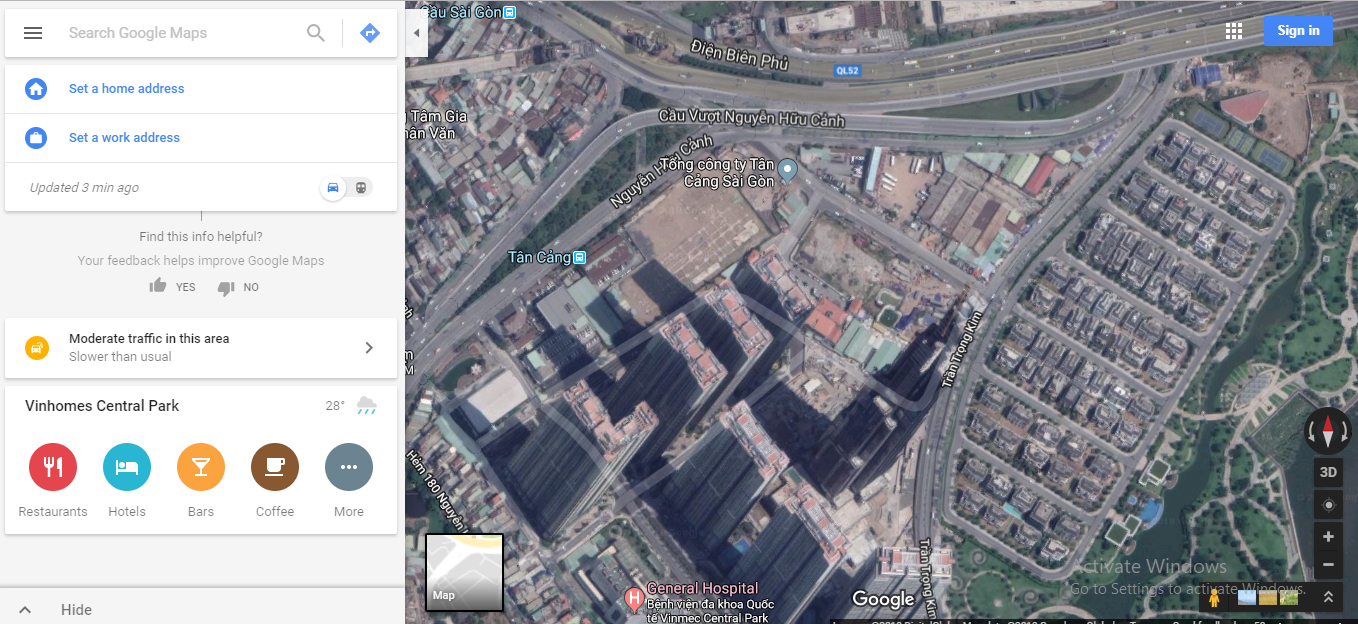 Search Google Maps
Set a home address
Set a work address
Updated 3 min ago
Find this info helpful?
Your feedback helps improve Google Maps
YES
NO
Moderate traffic in this area
Slower than usual
Vinhomes Central Park
28°
Restaurants
Hotels
Bars
Coffee
More
Hide
Cầu Sài Gòn
Điện Biên Phủ
QL52
Sign in
Tâm Gia
Văn
Cầu Vượt Nguyễn Hữu Cảnh
Nguyễn Hữu Cảnh
Tổng công ty Tân
Cảng Sài Gòn
Tân Cảng
Trần Trọng Kim
Hẻm 180 Nguyễn
3D
Trần Trọng Kim
Map
General Hospital
Bệnh viện đa khoa Quốc
tế Vinmec Central Park
Google
Activate Windows
Go to Settings to activate Windows.